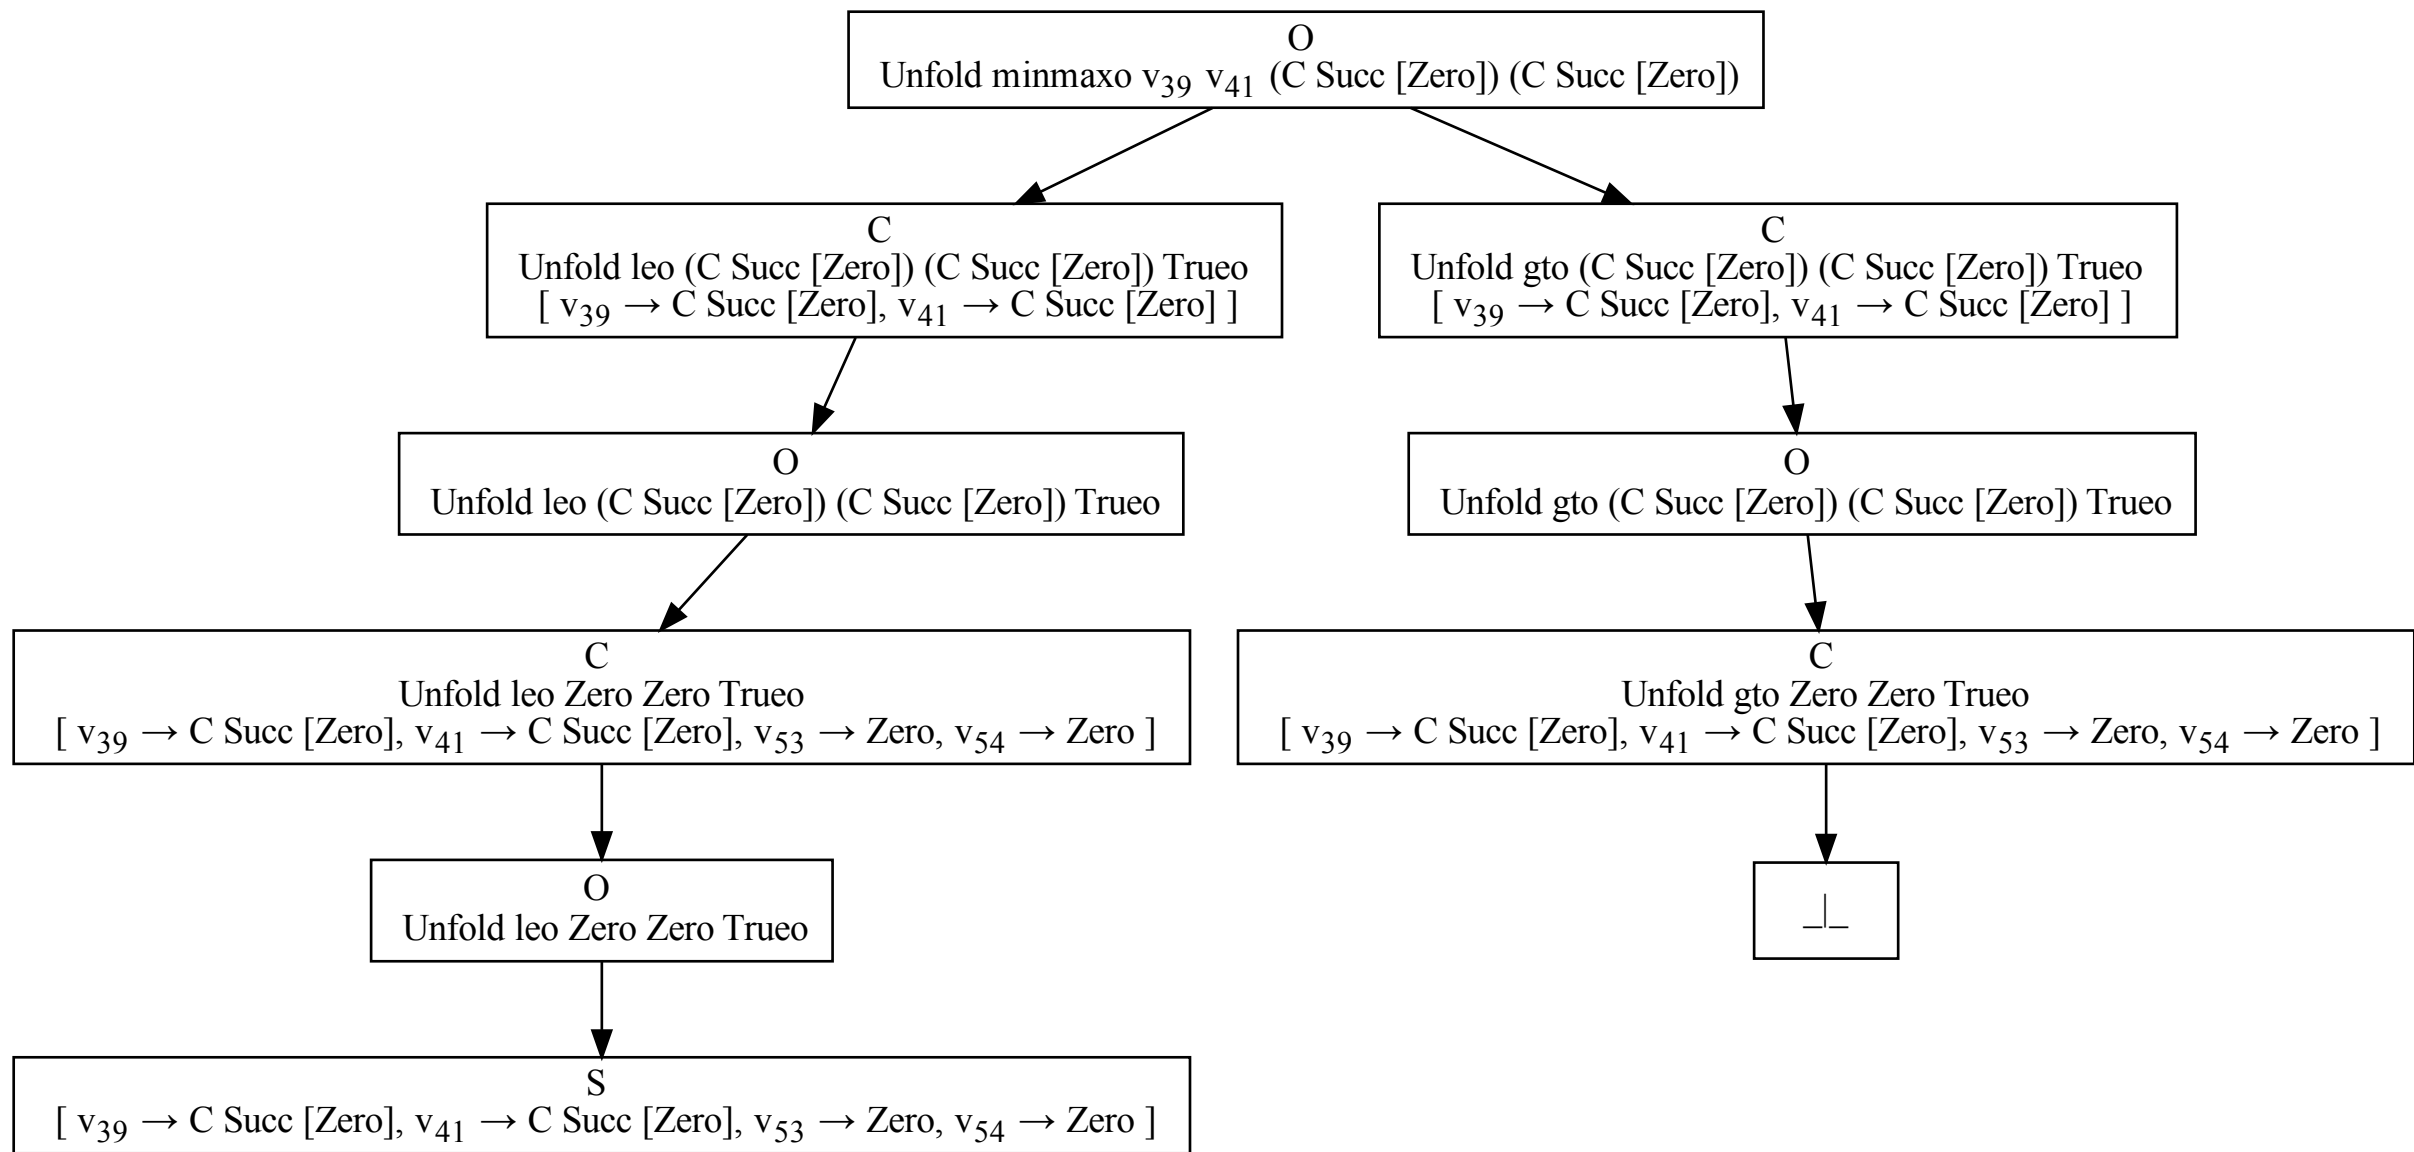 O
Unfold minmaxo v₃₉ v₄₁ (C Succ [Zero]) (C Succ [Zero])
C
Unfold leo (C Succ [Zero]) (C Succ [Zero]) Trueo
[ v₃₉ → C Succ [Zero], v₄₁ → C Succ [Zero] ]
C
Unfold gto (C Succ [Zero]) (C Succ [Zero]) Trueo
[ v₃₉ → C Succ [Zero], v₄₁ → C Succ [Zero] ]
O
Unfold leo (C Succ [Zero]) (C Succ [Zero]) Trueo
O
Unfold gto (C Succ [Zero]) (C Succ [Zero]) Trueo
C
Unfold leo Zero Zero Trueo
[ v₃₉ → C Succ [Zero], v₄₁ → C Succ [Zero], v₅₃ → Zero, v₅₄ → Zero ]
C
Unfold gto Zero Zero Trueo
[ v₃₉ → C Succ [Zero], v₄₁ → C Succ [Zero], v₅₃ → Zero, v₅₄ → Zero ]
O
Unfold leo Zero Zero Trueo
_|_
S
[ v₃₉ → C Succ [Zero], v₄₁ → C Succ [Zero], v₅₃ → Zero, v₅₄ → Zero ]